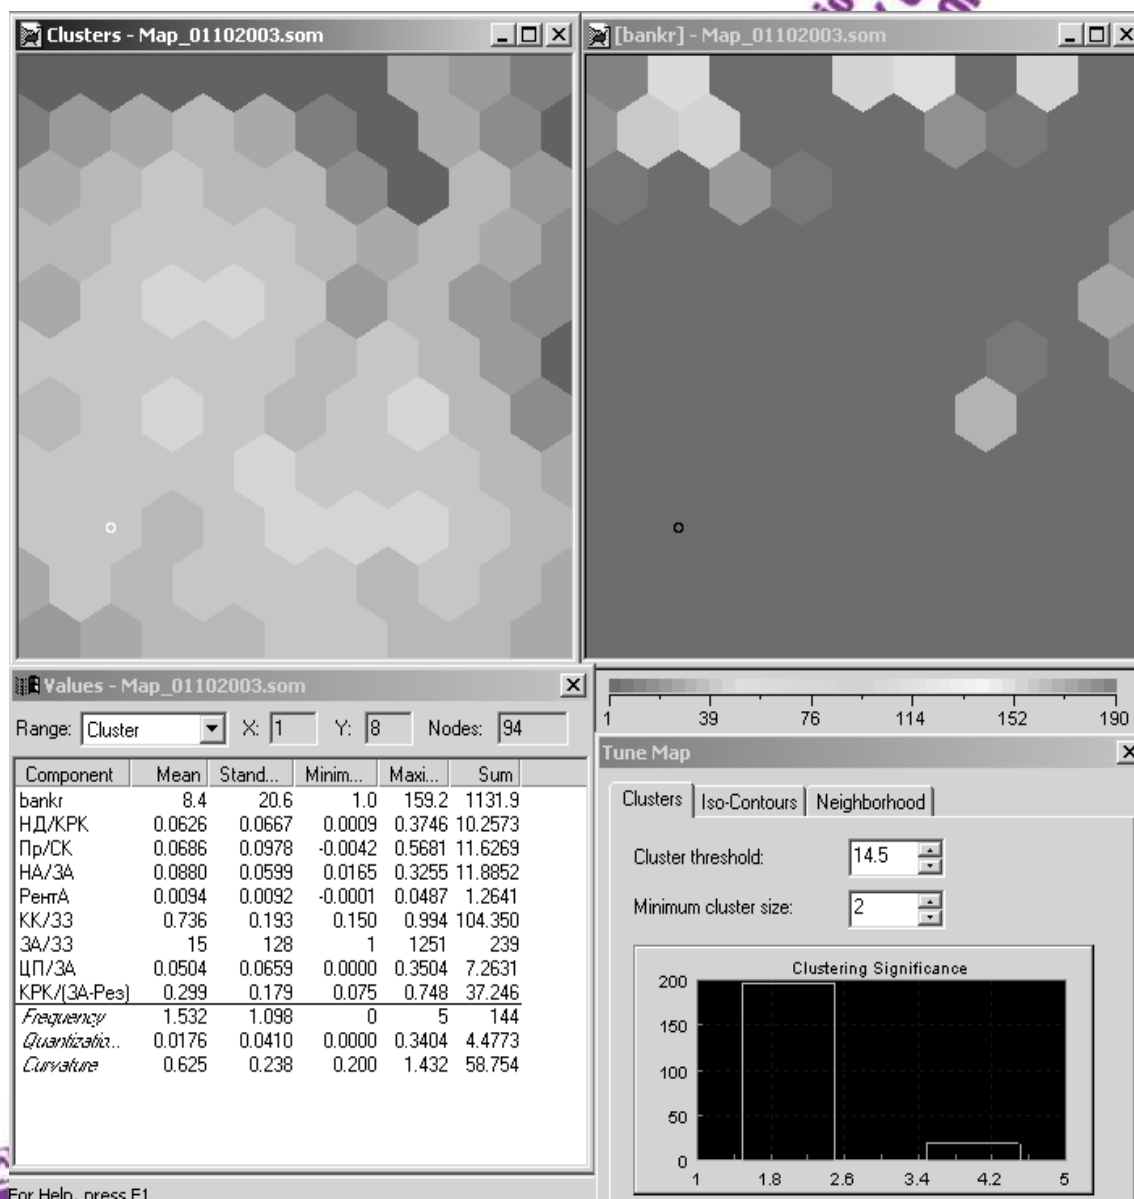 Clusters - Map_01102003.som
[bankr] - Map_01102003.som
Values - Map_01102003.som
Range: Cluster X: 1 Y: 8 Nodes: 94
Component Mean Stand... Minim... Maxi... Sum
bankr 8.4 20.6 1.0 159.2 1131.9
НД/КРК 0.0626 0.0667 0.0009 0.3746 10.2573
Пр/СК 0.0686 0.0978 -0.0042 0.5681 11.6269
НА/ЗА 0.0880 0.0599 0.0165 0.3255 11.8852
РентА 0.0094 0.0092 -0.0001 0.0487 1.2641
КК/ЗЗ 0.736 0.193 0.150 0.994 104.350
ЗА/ЗЗ 15 128 1 1251 239
ЦП/ЗА 0.0504 0.0659 0.0000 0.3504 7.2631
КРК/(ЗА-Рез) 0.299 0.179 0.075 0.748 37.246
Frequency 1.532 1.098 0 5 144
Quantizatio... 0.0176 0.0410 0.0000 0.3404 4.4773
Curvature 0.625 0.238 0.200 1.432 58.754
For Help, press F1
1 39 76 114 152 190
Tune Map
Clusters Iso-Contours Neighborhood
Cluster threshold: 14.5
Minimum cluster size: 2
Clustering Significance
200
150
100
50
0
1 1.8 2.6 3.4 4.2 5